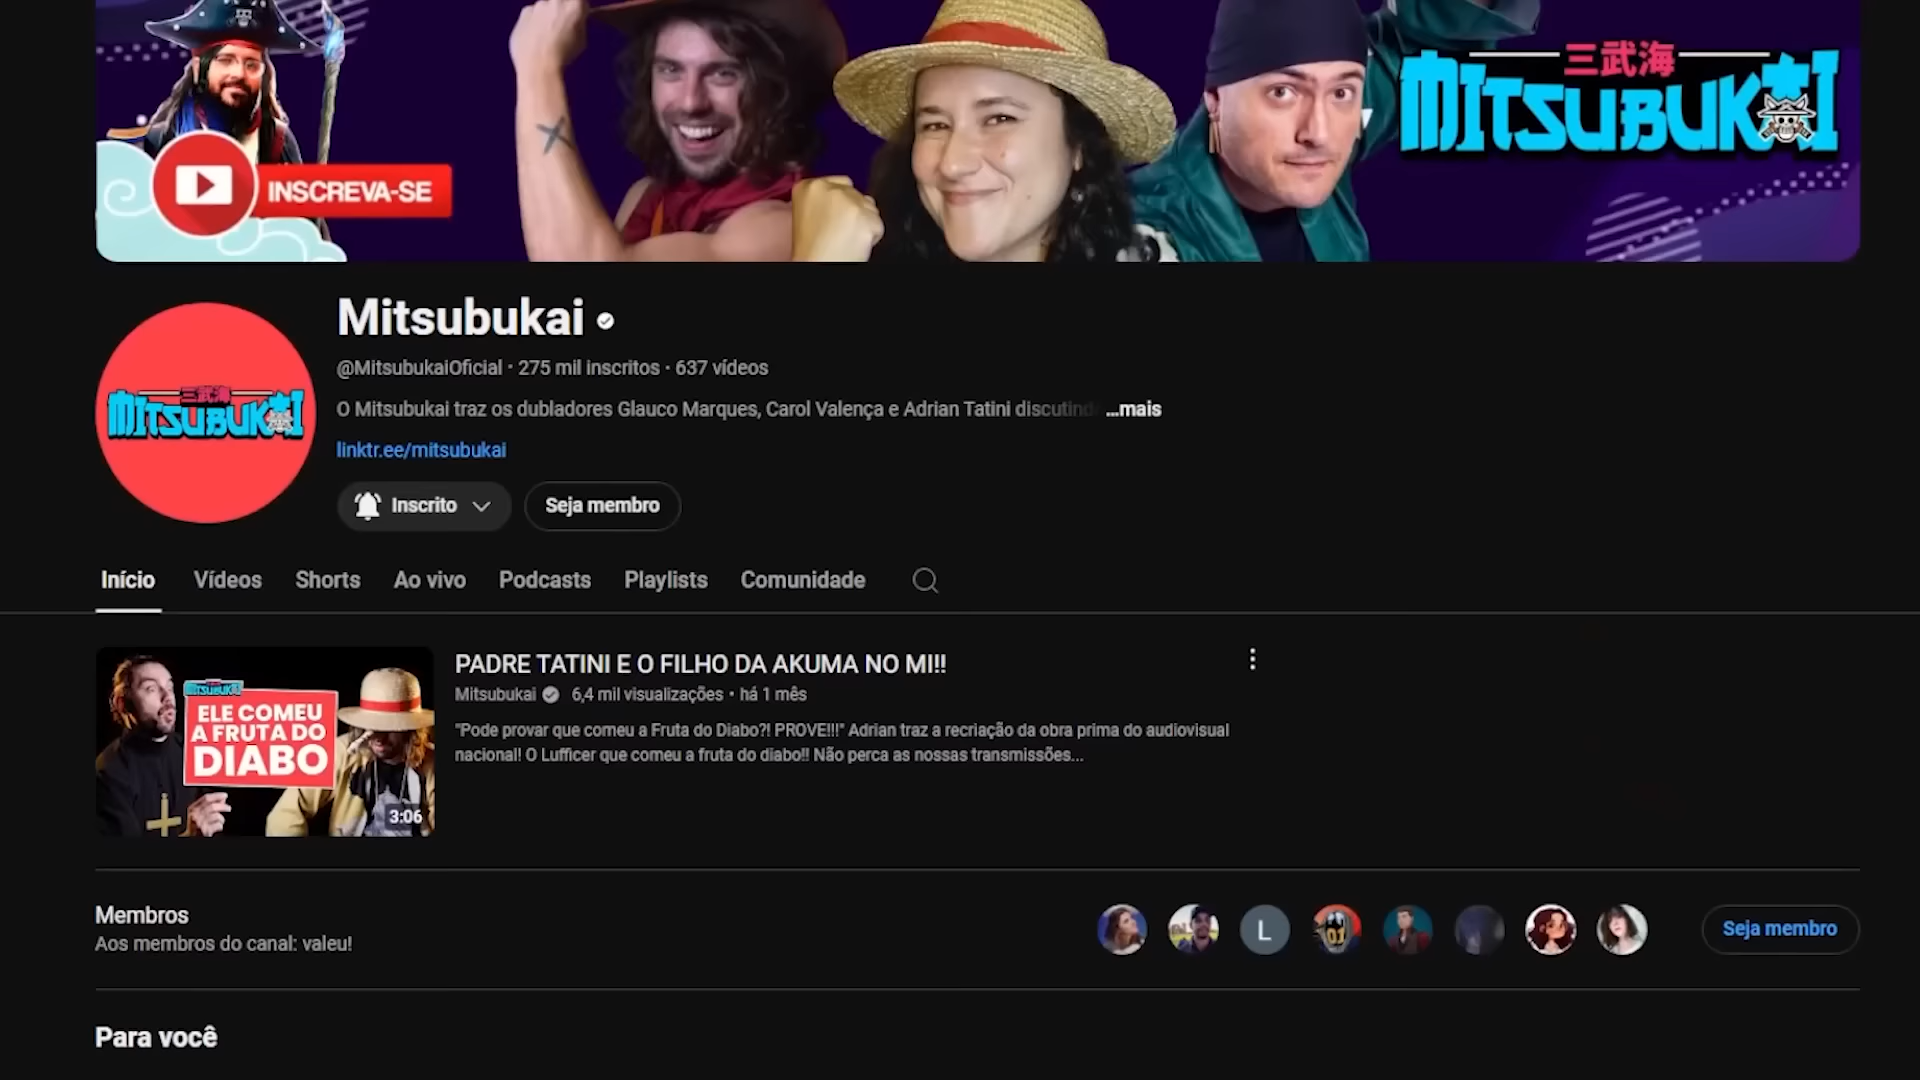 三武海
MITSUBUKAI
INSCREVA-SE
Mitsubukai
@MitsubukaiOficial · 275 mil inscritos · 637 vídeos
O Mitsubukai traz os dubladores Glauco Marques, Carol Valença e Adrian Tatini discutind ...mais
linktr.ee/mitsubukai
三武海
MITSUBUKAI
Inscrito
Seja membro
Início
Vídeos
Shorts
Ao vivo
Podcasts
Playlists
Comunidade
MITSUBUKAI
ELE COMEU
A FRUTA DO
DIABO
3:06
PADRE TATINI E O FILHO DA AKUMA NO MI!!
Mitsubukai 6,4 mil visualizações • há 1 mês
"Pode provar que comeu a Fruta do Diabo?! PROVE!!!" Adrian traz a recriação da obra prima do audiovisual
nacional! O Lufficer que comeu a fruta do diabo!! Não perca as nossas transmissões...
Membros
Aos membros do canal: valeu!
L
01
Seja membro
Para você